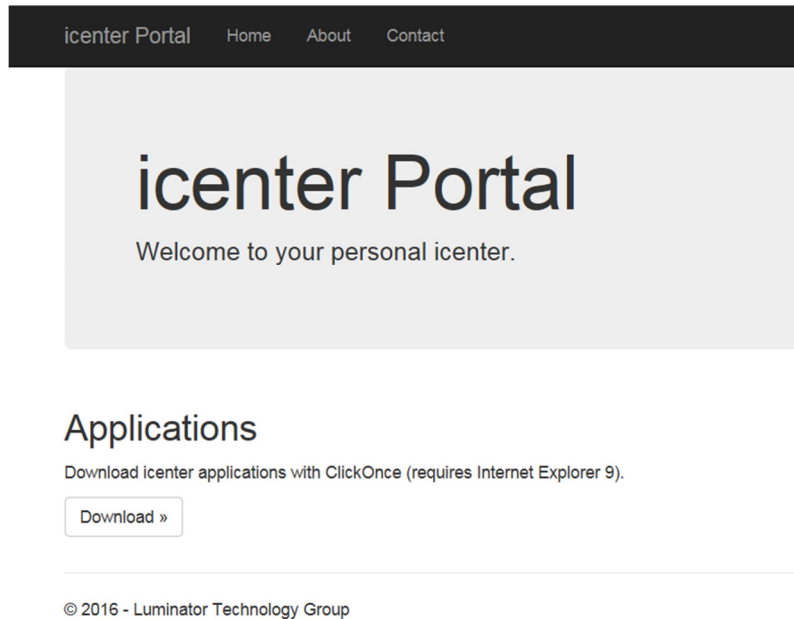 icenter Portal Home About Contact
icenter Portal
Welcome to your personal icenter.
Applications
Download icenter applications with ClickOnce (requires Internet Explorer 9).
Download »
© 2016 - Luminator Technology Group